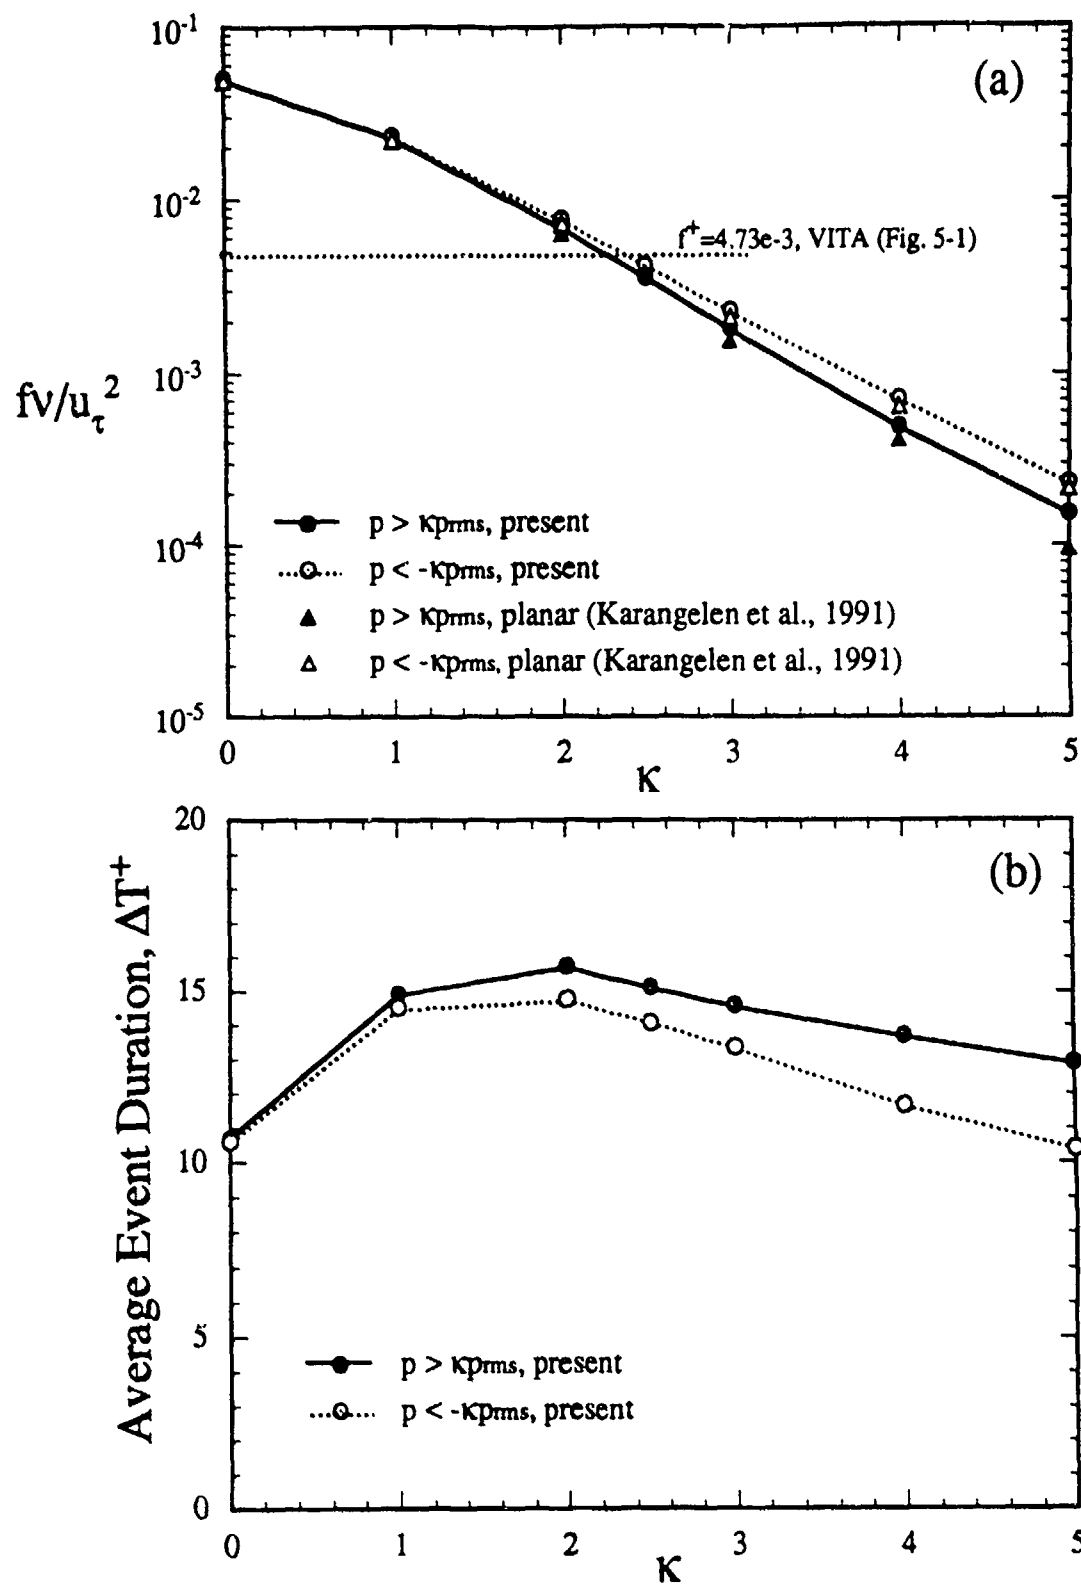 10-1
(a)
10-2
f+=4.73e-3, VITA (Fig. 5-1)
10-3
fν/uτ2
p > κprms, present
10-4
p < -κprms, present
p > κprms, planar (Karangelen et al., 1991)
p < -κprms, planar (Karangelen et al., 1991)
10-5
0 1 2 3 4 5
κ
20
(b)
Average Event Duration, ΔT+
15
10
5
p > κprms, present
p < -κprms, present
0
0 1 2 3 4 5
κ